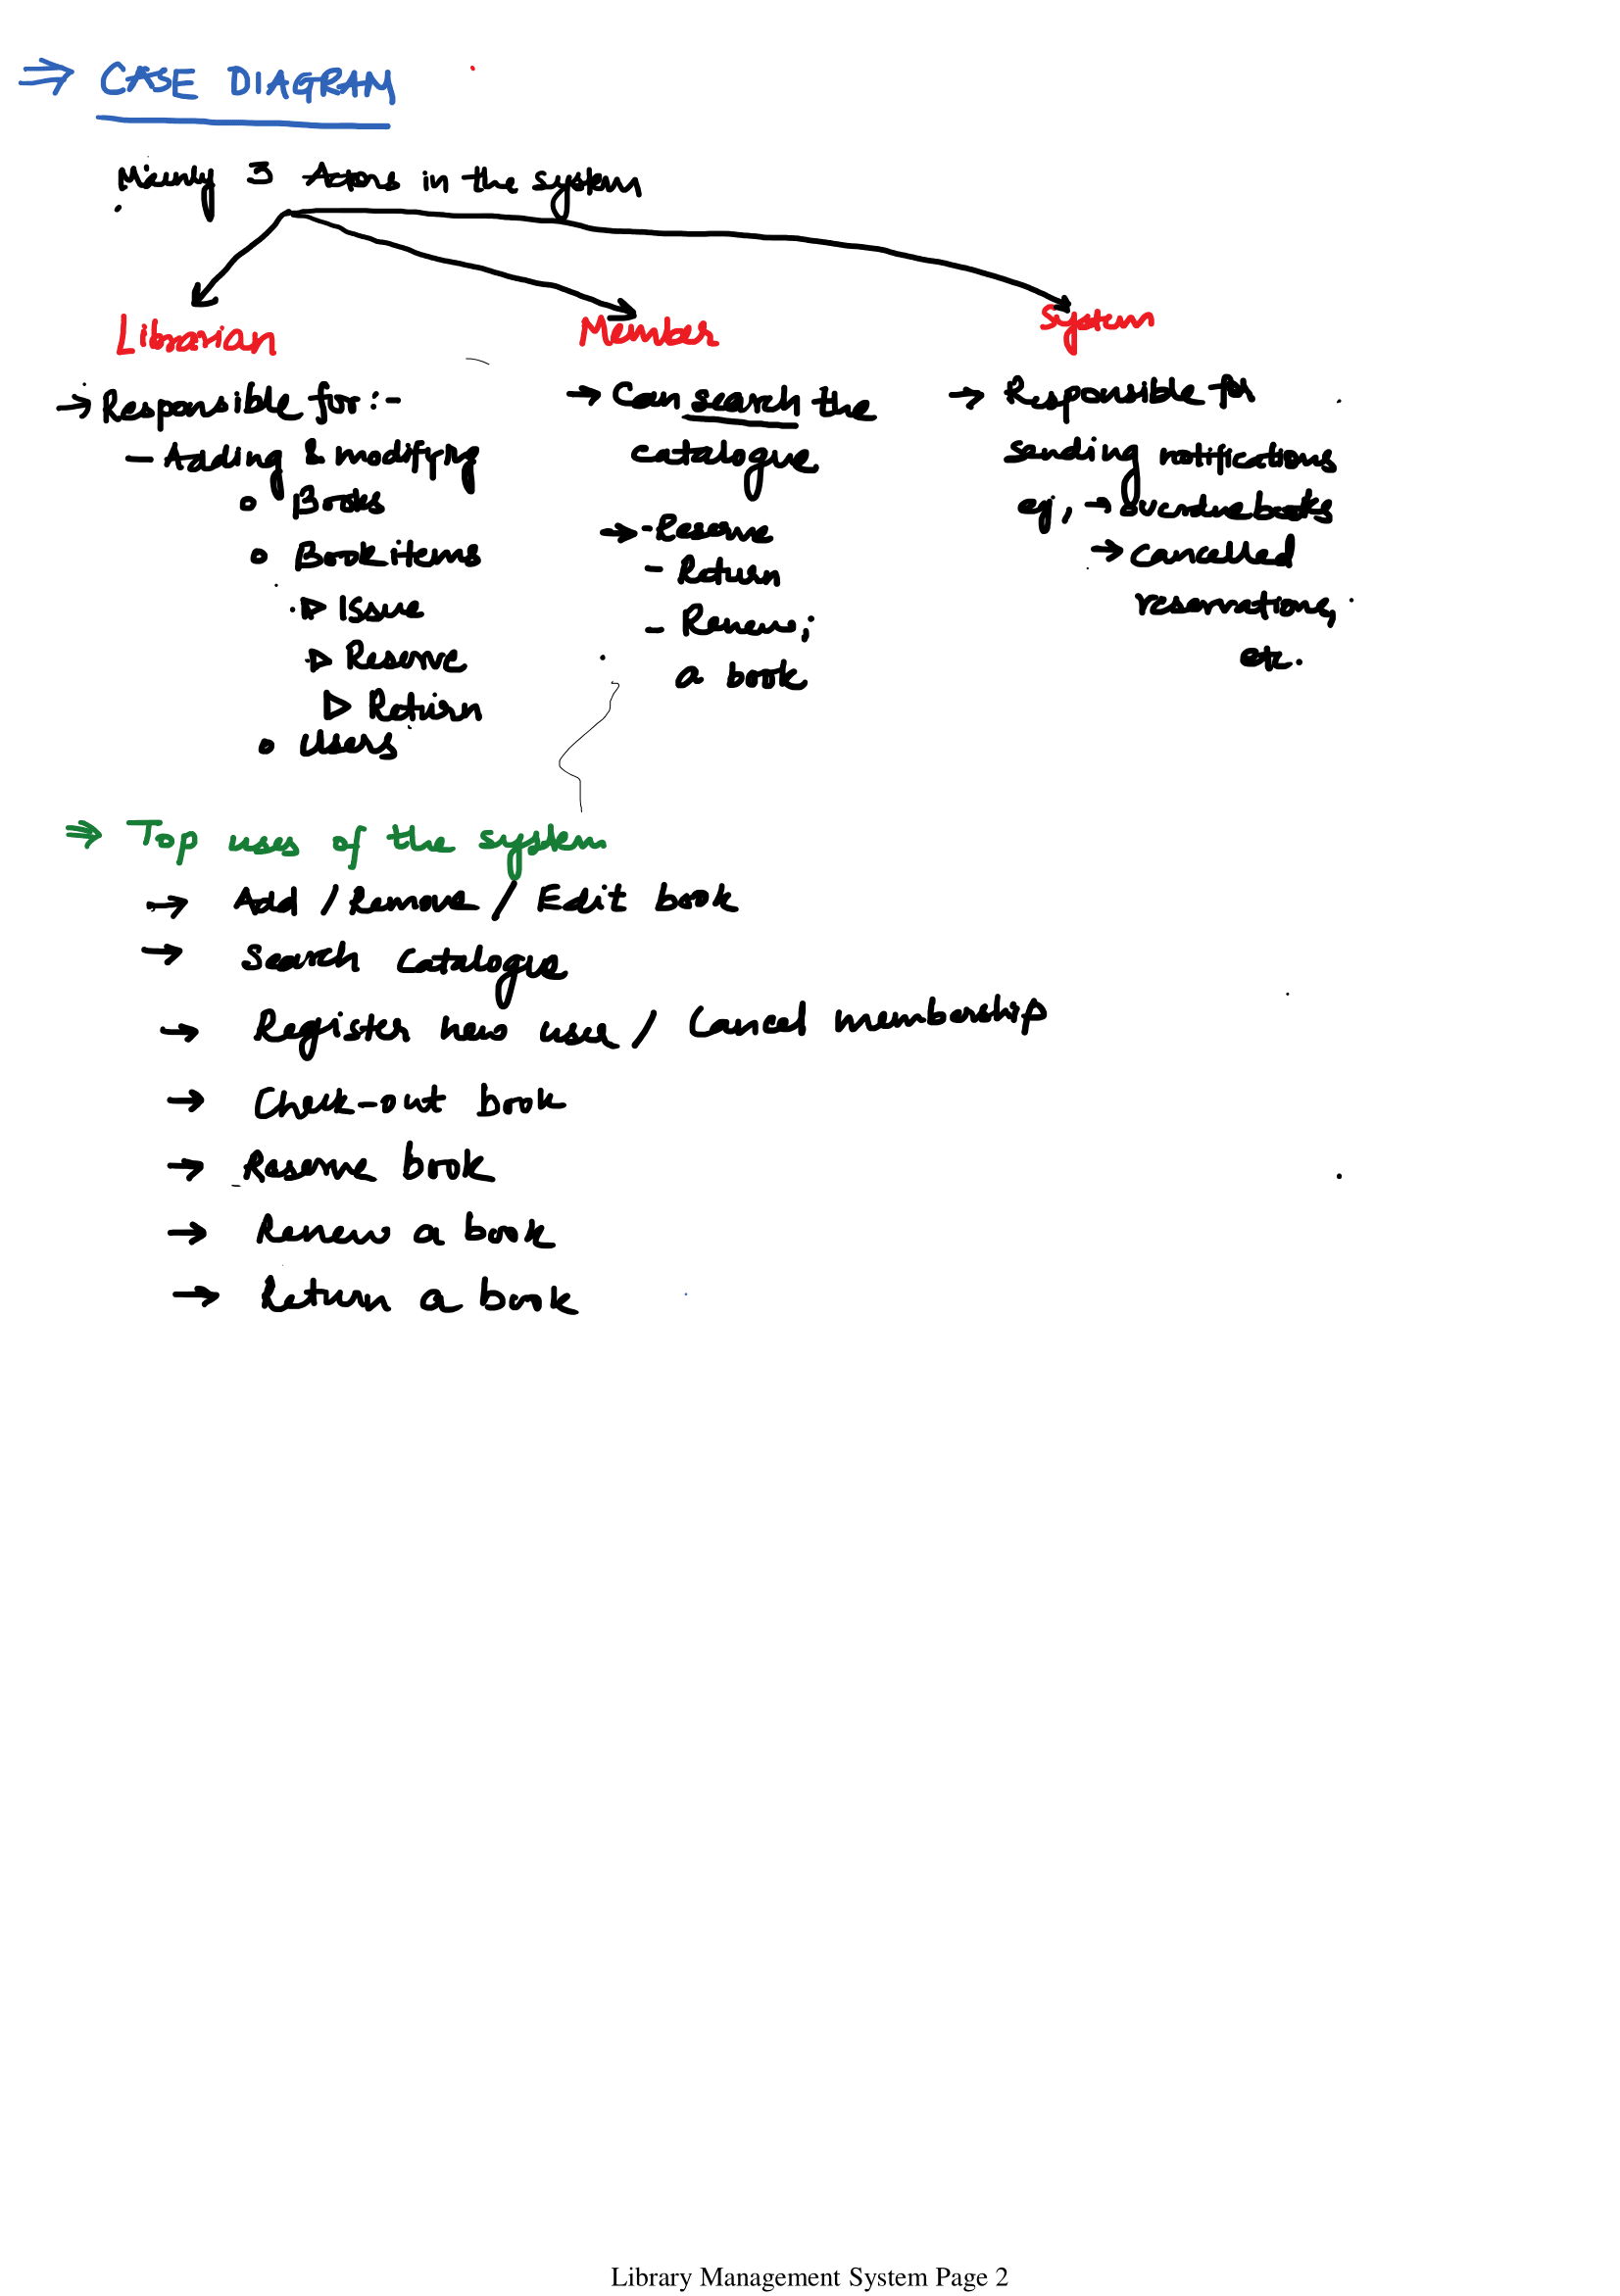 ⇒ CASE DIAGRAM
Mainly 3 Actors in the system
Librarian
→ Responsible for :-
- Adding & modifying
o Books
o Book items
▷ Issue
▷ Reserve
▷ Return
o Users
Member
→ Can search the
catalogue
→ - Reserve
- Return
- Renew;
a book
System
→ Responsible for
sending notifications
eg, → overdue books
→ cancelled
reservations,
etc.
⇒ Top uses of the system
→ Add / Remove / Edit book
→ Search catalogue
→ Register new user / Cancel membership
→ Check-out book
→ Reserve book
→ Renew a book
→ Return a book
Library Management System Page 2